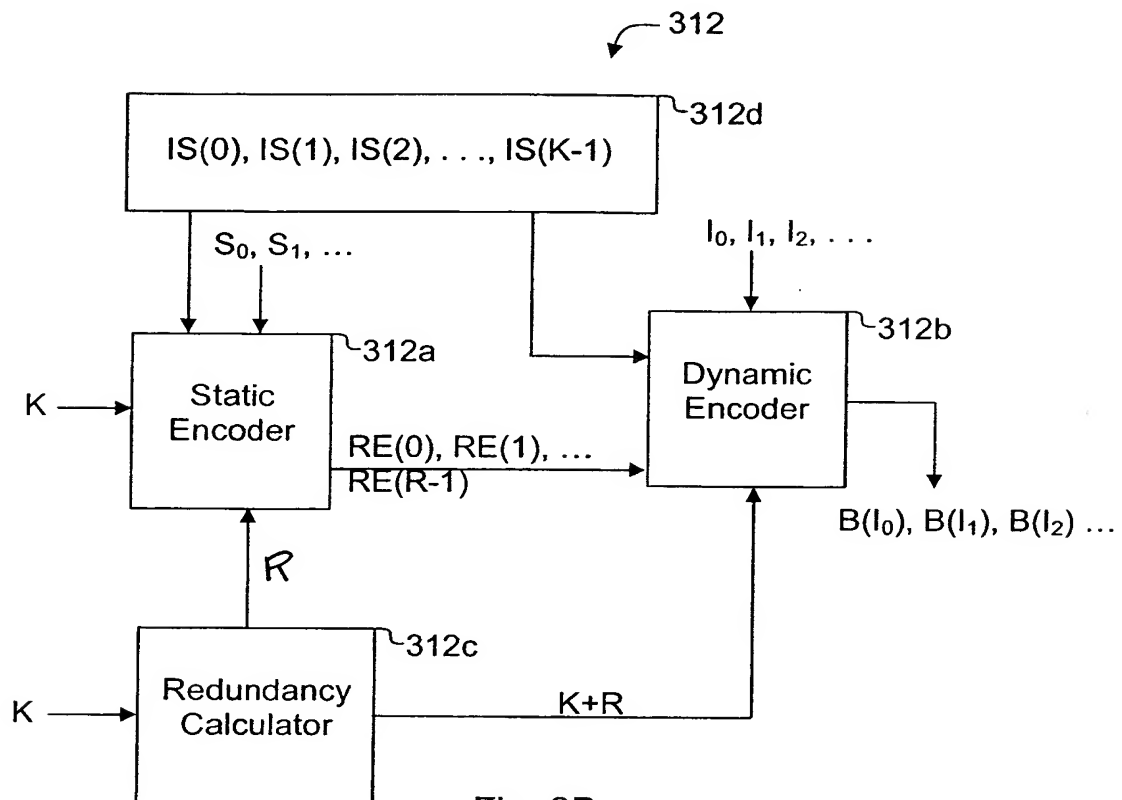 312
312d
IS(0), IS(1), IS(2), . . ., IS(K-1)
S₀, S₁, ...
I₀, I₁, I₂, . . .
312a
312b
Static
Encoder
Dynamic
Encoder
K
RE(0), RE(1), ...
RE(R-1)
B(I₀), B(I₁), B(I₂) ...
R
312c
Redundancy
Calculator
K
K+R